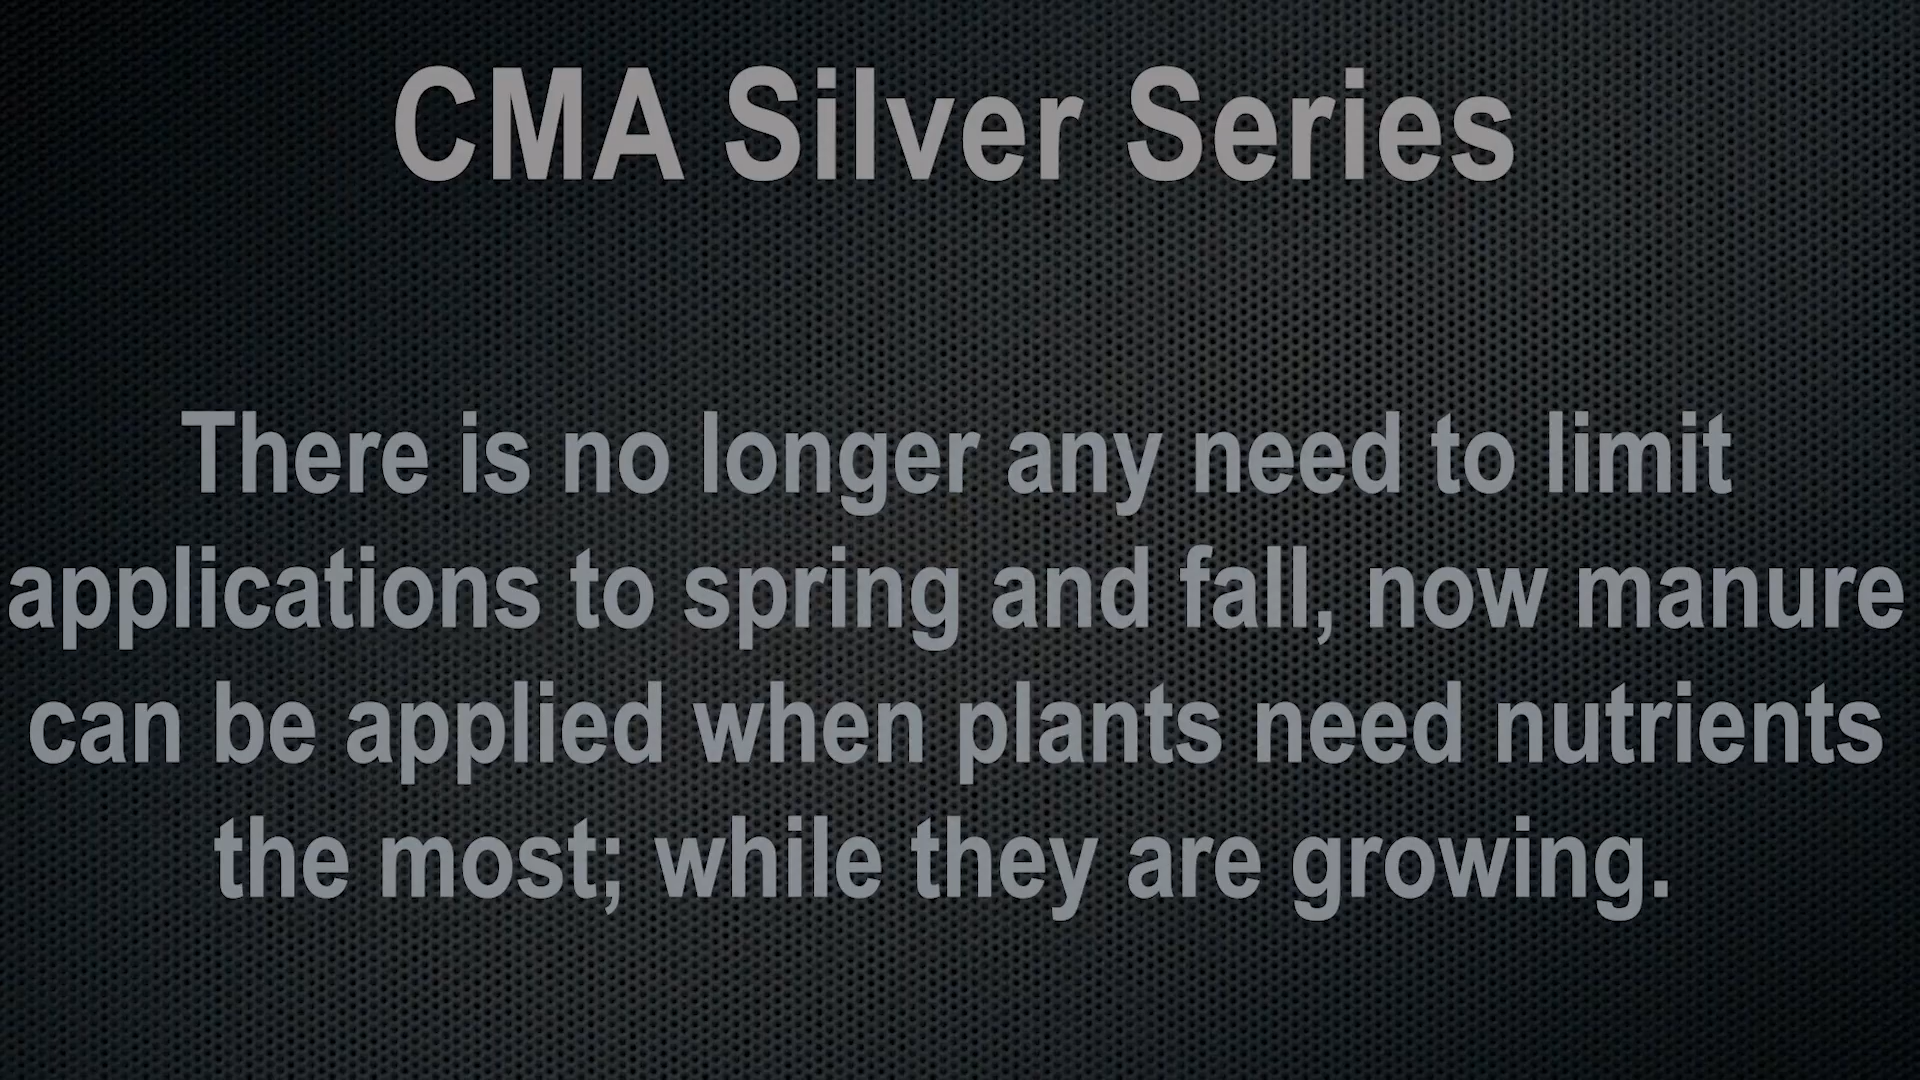 CMA Silver Series
There is no longer any need to limit
applications to spring and fall, now manure
can be applied when plants need nutrients
the most; while they are growing.